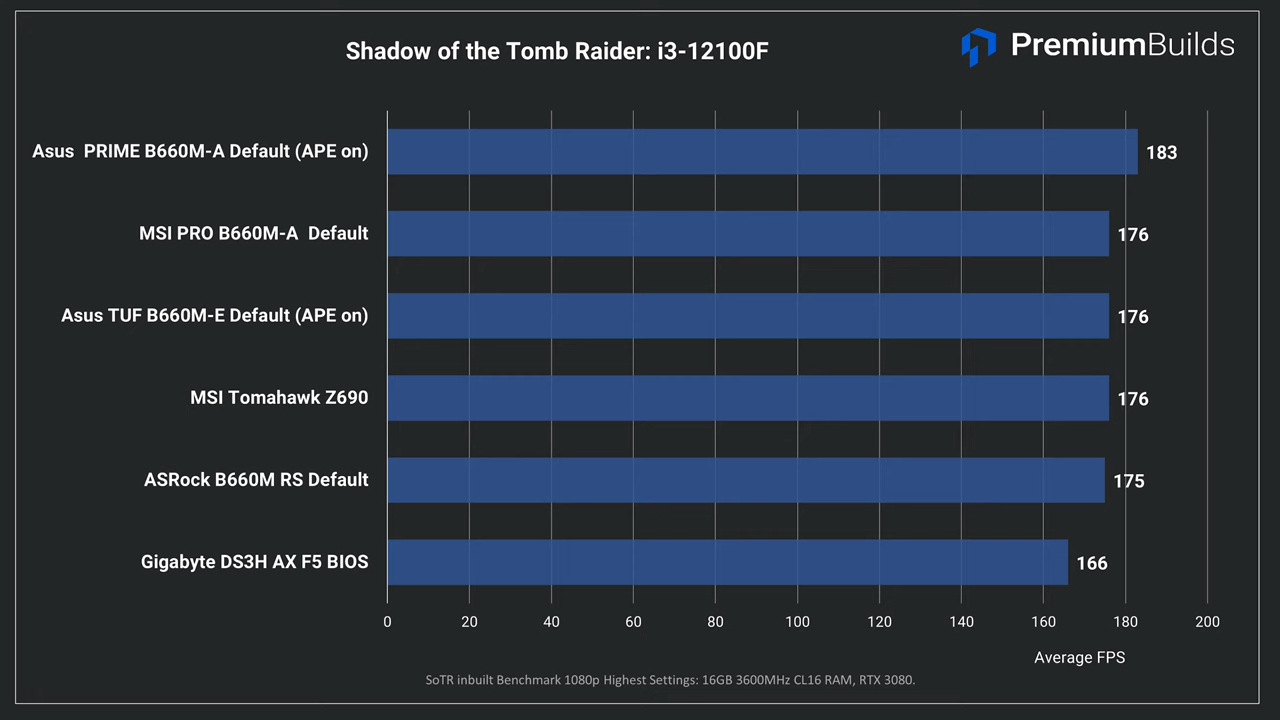 Shadow of the Tomb Raider: i3-12100F
PremiumBuilds
Asus PRIME B660M-A Default (APE on)
183
MSI PRO B660M-A Default
176
Asus TUF B660M-E Default (APE on)
176
MSI Tomahawk Z690
176
ASRock B660M RS Default
175
Gigabyte DS3H AX F5 BIOS
166
0 20 40 60 80 100 120 140 160 180 200
Average FPS
SoTR inbuilt Benchmark 1080p Highest Settings: 16GB 3600MHz CL16 RAM, RTX 3080.